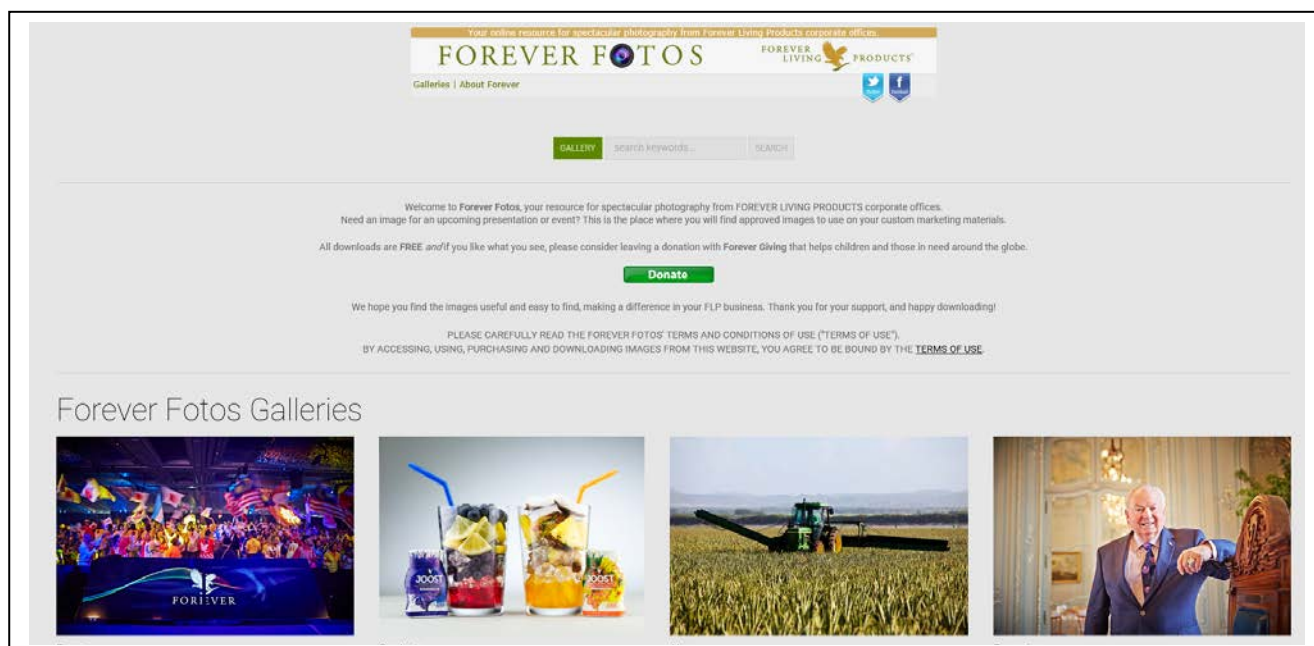 Your online resource for spectacular photography from Forever Living Products corporate offices.
FOREVER FOTOS
FOREVER LIVING PRODUCTS
Galleries | About Forever
GALLERY search keywords... SEARCH
Welcome to Forever Fotos, your resource for spectacular photography from FOREVER LIVING PRODUCTS corporate offices.
Need an image for an upcoming presentation or event? This is the place where you will find approved images to use on your custom marketing materials.
All downloads are FREE and if you like what you see, please consider leaving a donation with Forever Giving that helps children and those in need around the globe.
Donate
We hope you find the images useful and easy to find, making a difference in your FLP business. Thank you for your support, and happy downloading!
PLEASE CAREFULLY READ THE FOREVER FOTOS' TERMS AND CONDITIONS OF USE ("TERMS OF USE").
BY ACCESSING, USING, PURCHASING AND DOWNLOADING IMAGES FROM THIS WEBSITE, YOU AGREE TO BE BOUND BY THE TERMS OF USE.
Forever Fotos Galleries
FOREVER
JOOST
JOOST